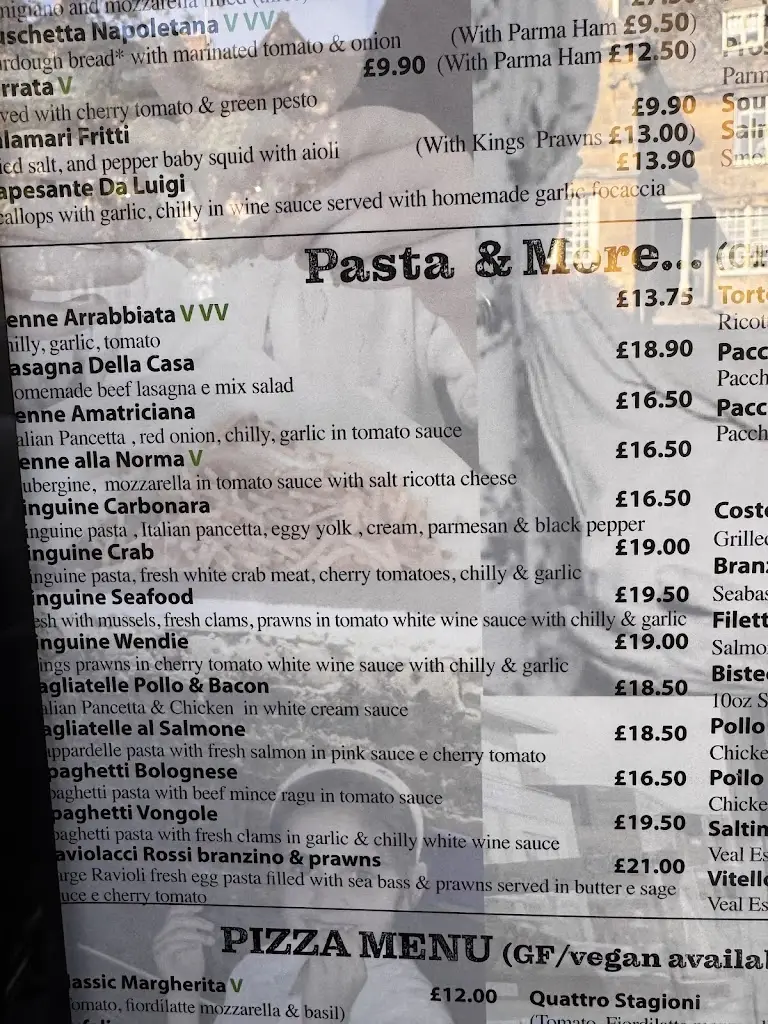 migiano and mozzarella
uschetta Napoletana V VV (With Parma Ham £9.50)
rdough bread* with marinated tomato & onion £9.90 (With Parma Ham £12.50)
rrata V
ved with cherry tomato & green pesto £9.90
lamari Fritti (With Kings Prawns £13.00)
ied salt, and pepper baby squid with aioli £13.90
apesante Da Luigi
callops with garlic, chilly in wine sauce served with homemade garlic focaccia
Parm
Sou
Pasta & More...
enne Arrabbiata V VV £13.75
hilly, garlic, tomato
asagna Della Casa £18.90
omemade beef lasagna e mix salad
enne Amatriciana £16.50
alian Pancetta , red onion, chilly, garlic in tomato sauce
enne alla Norma V £16.50
ubergine, mozzarella in tomato sauce with salt ricotta cheese
inguine Carbonara £16.50
inguine pasta , Italian pancetta, eggy yolk , cream, parmesan & black pepper
inguine Crab £19.00
inguine pasta, fresh white crab meat, cherry tomatoes, chilly & garlic
inguine Seafood £19.50
esh with mussels, fresh clams, prawns in tomato white wine sauce with chilly & garlic
inguine Wendie £19.00
ings prawns in cherry tomato white wine sauce with chilly & garlic
agliatelle Pollo & Bacon £18.50
alian Pancetta & Chicken in white cream sauce
agliatelle al Salmone £18.50
appardelle pasta with fresh salmon in pink sauce e cherry tomato
paghetti Bolognese £16.50
paghetti pasta with beef mince ragu in tomato sauce
paghetti Vongole £19.50
paghetti pasta with fresh clams in garlic & chilly white wine sauce
aviolacci Rossi branzino & prawns £21.00
arge Ravioli fresh egg pasta filled with sea bass & prawns served in butter e sage
uce e cherry tomato
Torte
Ricot
Pacc
Pacch
Pacc
Pacch
Coste
Grilled
Branz
Seabas
Filett
Salmo
Bistec
10oz S
Pollo
Chicke
Pollo
Chicke
Saltim
Veal Es
Vitello
Veal Es
PIZZA MENU (GF/vegan availal
lassic Margherita V £12.00
omato, fiordilatte mozzarella & basil)
Quattro Stagioni